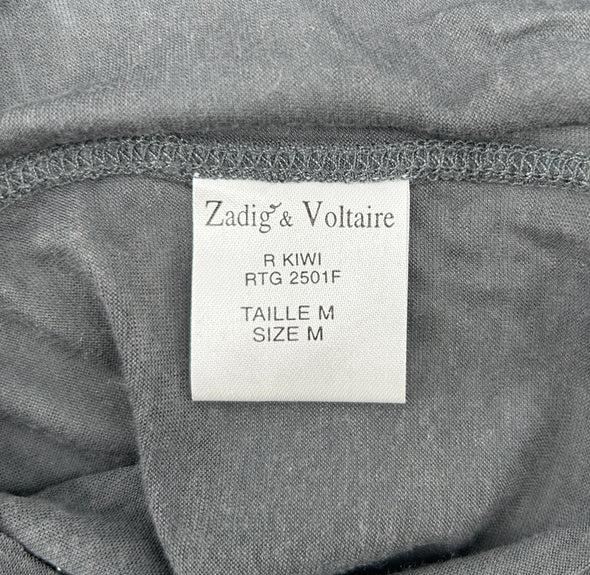 Zadig & Voltaire
R KIWI
RTG 2501F
TAILLE M
SIZE M